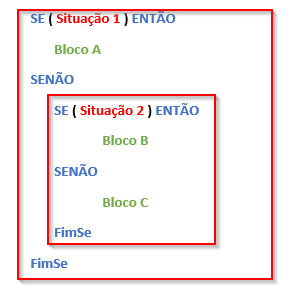 SE ( Situação 1 ) ENTÃO
Bloco A
SENÃO
SE ( Situação 2 ) ENTÃO
Bloco B
SENÃO
Bloco C
FimSe
FimSe